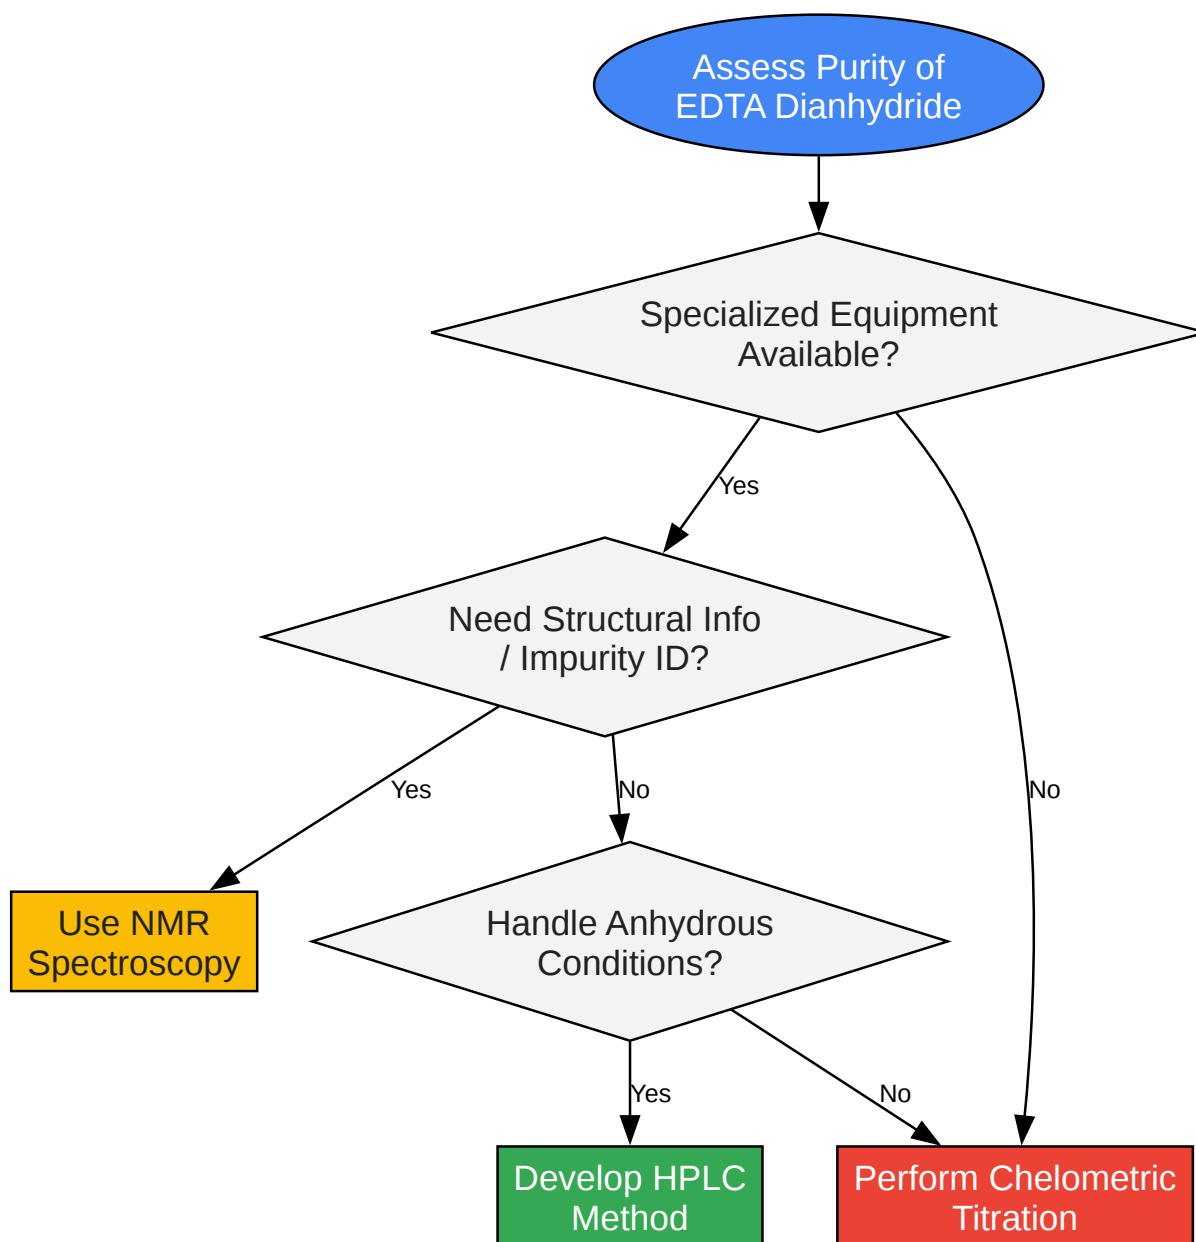 Assess Purity of
EDTA Dianhydride
Specialized Equipment
Available?
Yes
Need Structural Info
/ Impurity ID?
Yes
No
No
Use NMR
Spectroscopy
Handle Anhydrous
Conditions?
Yes
No
Develop HPLC
Method
Perform Chelometric
Titration